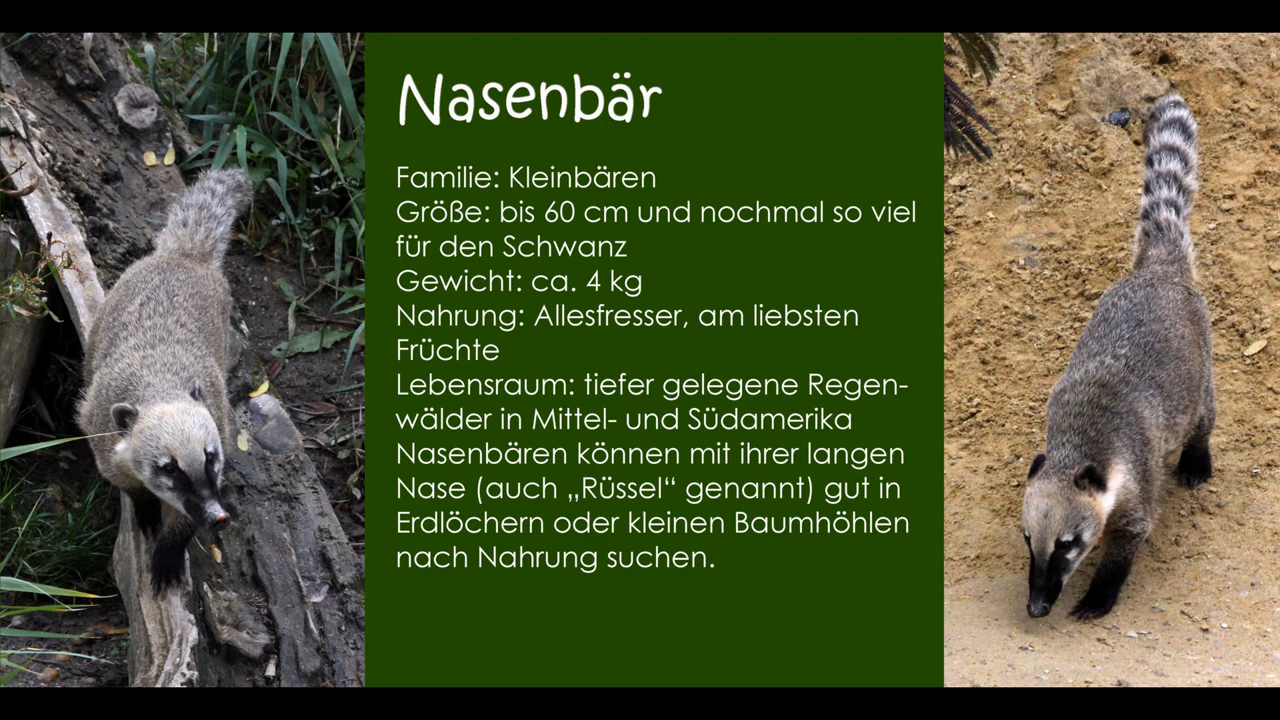 Nasenbär
Familie: Kleinbären
Größe: bis 60 cm und nochmal so viel
für den Schwanz
Gewicht: ca. 4 kg
Nahrung: Allesfresser, am liebsten
Früchte
Lebensraum: tiefer gelegene Regen-
wälder in Mittel- und Südamerika
Nasenbären können mit ihrer langen
Nase (auch „Rüssel“ genannt) gut in
Erdlöchern oder kleinen Baumhöhlen
nach Nahrung suchen.